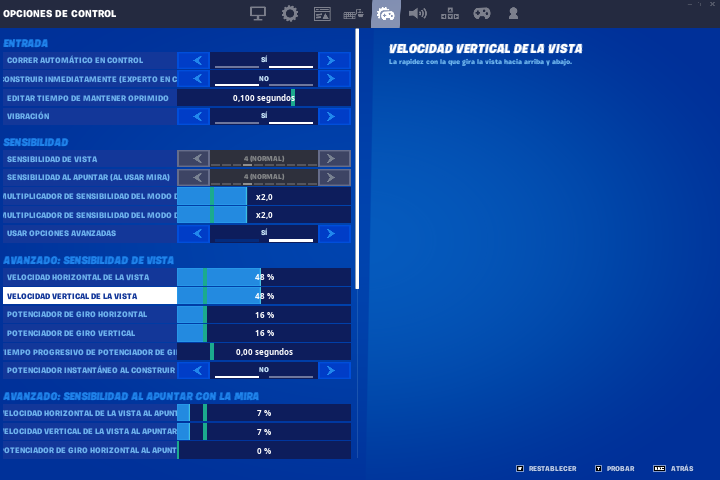 OPCIONES DE CONTROL
ENTRADA
CORRER AUTOMÁTICO EN CONTROL
SÍ
CONSTRUIR INMEDIATAMENTE (EXPERTO EN C
NO
EDITAR TIEMPO DE MANTENER OPRIMIDO
0,100 segundos
VIBRACIÓN
SÍ
SENSIBILIDAD
SENSIBILIDAD DE VISTA
4 (NORMAL)
SENSIBILIDAD AL APUNTAR (AL USAR MIRA)
4 (NORMAL)
MULTIPLICADOR DE SENSIBILIDAD DEL MODO D
x2,0
MULTIPLICADOR DE SENSIBILIDAD DEL MODO D
x2,0
USAR OPCIONES AVANZADAS
SÍ
AVANZADO: SENSIBILIDAD DE VISTA
VELOCIDAD HORIZONTAL DE LA VISTA
48 %
VELOCIDAD VERTICAL DE LA VISTA
48 %
POTENCIADOR DE GIRO HORIZONTAL
16 %
POTENCIADOR DE GIRO VERTICAL
16 %
TIEMPO PROGRESIVO DE POTENCIADOR DE GI
0,00 segundos
POTENCIADOR INSTANTÁNEO AL CONSTRUIR
NO
AVANZADO: SENSIBILIDAD AL APUNTAR CON LA MIRA
VELOCIDAD HORIZONTAL DE LA VISTA AL APUNT
7 %
VELOCIDAD VERTICAL DE LA VISTA AL APUNTAR
7 %
POTENCIADOR DE GIRO HORIZONTAL AL APUNT
0 %
VELOCIDAD VERTICAL DE LA VISTA
La rapidez con la que gira la vista hacia arriba y abajo.
RESTABLECER
PROBAR
ESC ATRÁS